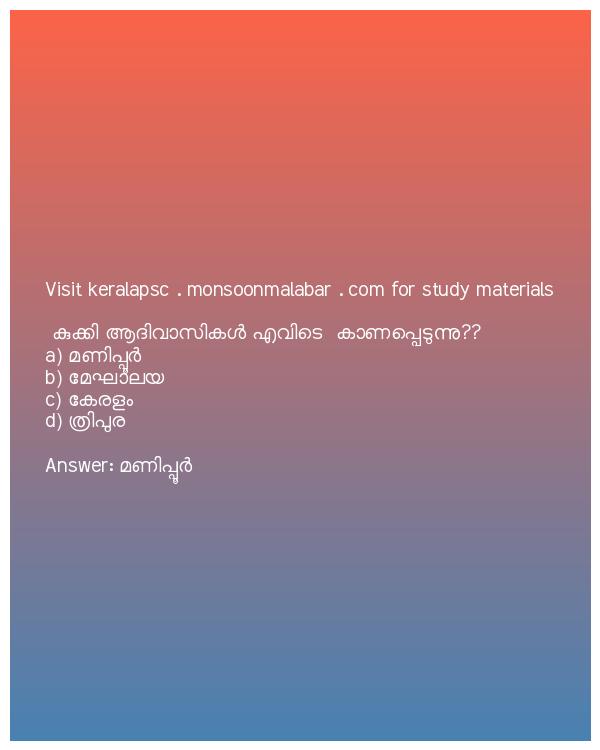 Visit keralapsc . monsoonmalabar . com for study materials
കുക്കി ആദിവാസികൾ എവിടെ കാണപ്പെടുന്നു??
a) മണിപ്പൂർ
b) മേഘാലയ
c) കേരളം
d) ത്രിപുര
Answer: മണിപ്പൂർ